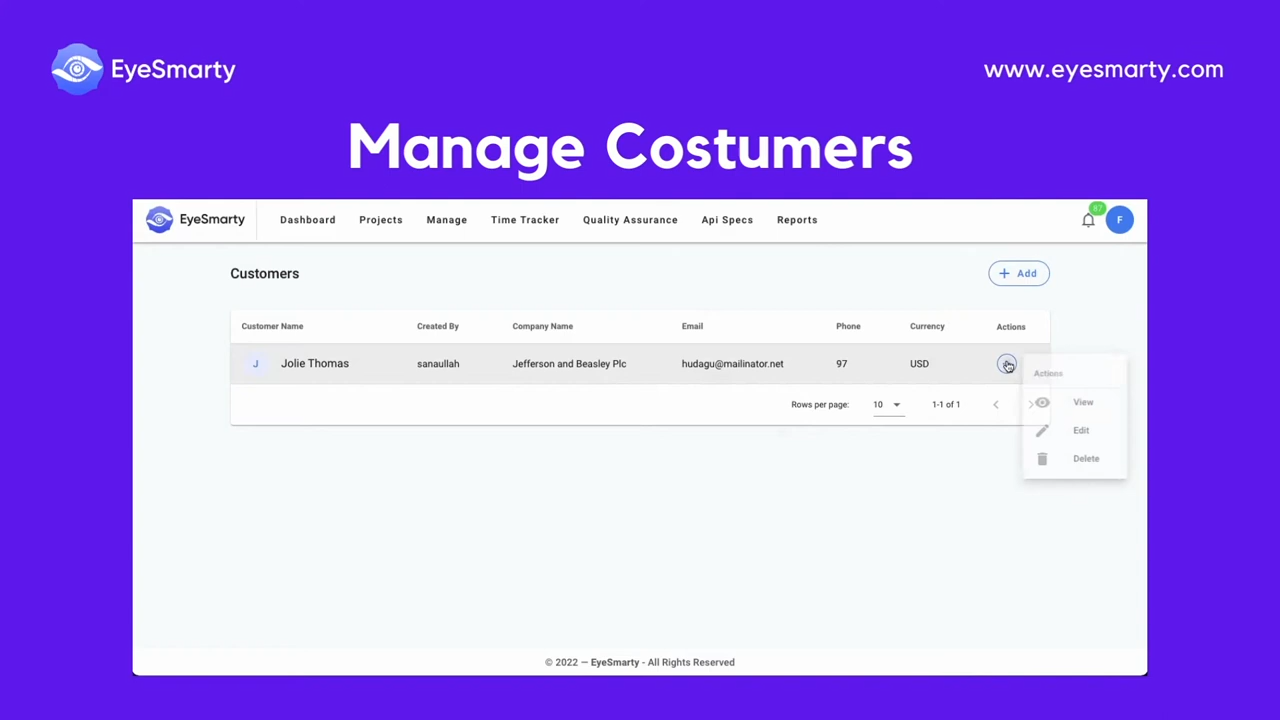 EyeSmarty
www.eyesmarty.com
Manage Costumers
EyeSmarty Dashboard Projects Manage Time Tracker Quality Assurance Api Specs Reports 87 F
Customers + Add
Customer Name Created By Company Name Email Phone Currency Actions
J Jolie Thomas sanaullah Jefferson and Beasley Plc hudagu@mailinator.net 97 USD
Actions
Rows per page: 10 1-1 of 1
View
Edit
Delete
© 2022 — EyeSmarty - All Rights Reserved